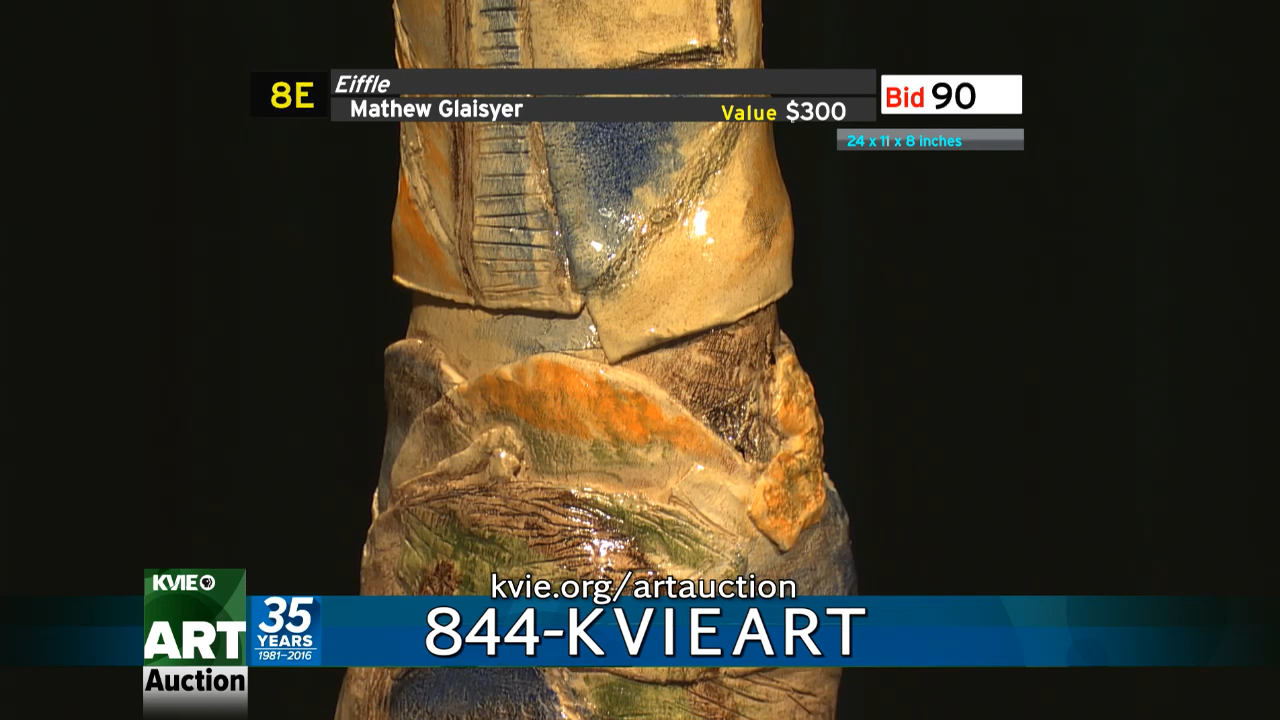 8E
Eiffle
Mathew Glaisyer
Value $300
Bid 90
24 x 11 x 8 inches
kvie.org/artauction
844-KVIEART
KVIE
ART
Auction
35
YEARS
1981–2016